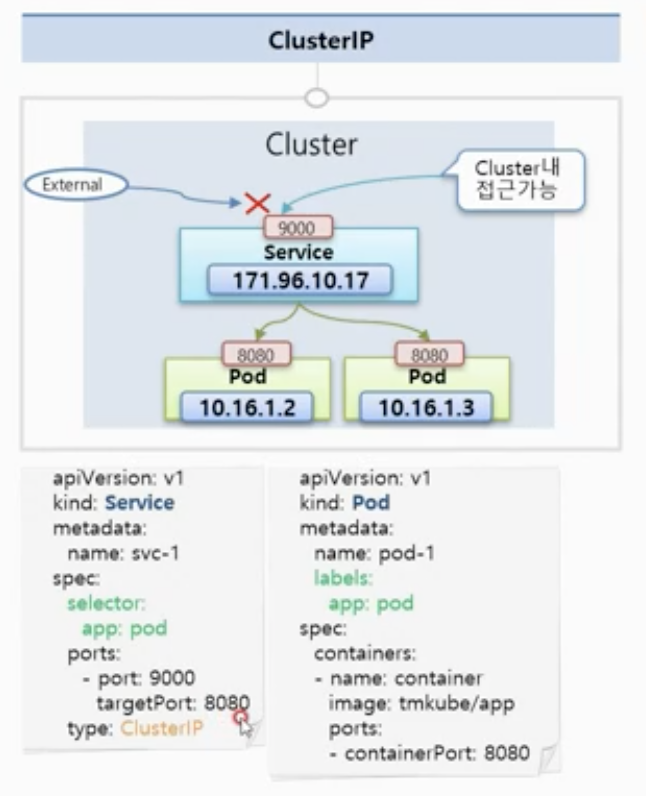 ClusterIP
Cluster
External
Cluster내
접근가능
9000
Service
171.96.10.17
8080
Pod
10.16.1.2
8080
Pod
10.16.1.3
apiVersion: v1
kind: Service
metadata:
name: svc-1
spec:
selector:
app: pod
ports:
- port: 9000
targetPort: 8080
type: ClusterIP
apiVersion: v1
kind: Pod
metadata:
name: pod-1
labels:
app: pod
spec:
containers:
- name: container
image: tmkube/app
ports:
- containerPort: 8080